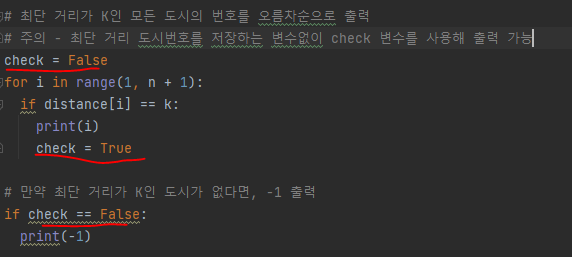 # 최단 거리가 K인 모든 도시의 번호를 오름차순으로 출력
# 주의 - 최단 거리 도시번호를 저장하는 변수없이 check 변수를 사용해 출력 가능
check = False
for i in range(1, n + 1):
  if distance[i] == k:
    print(i)
    check = True
# 만약 최단 거리가 K인 도시가 없다면, -1 출력
if check == False:
  print(-1)